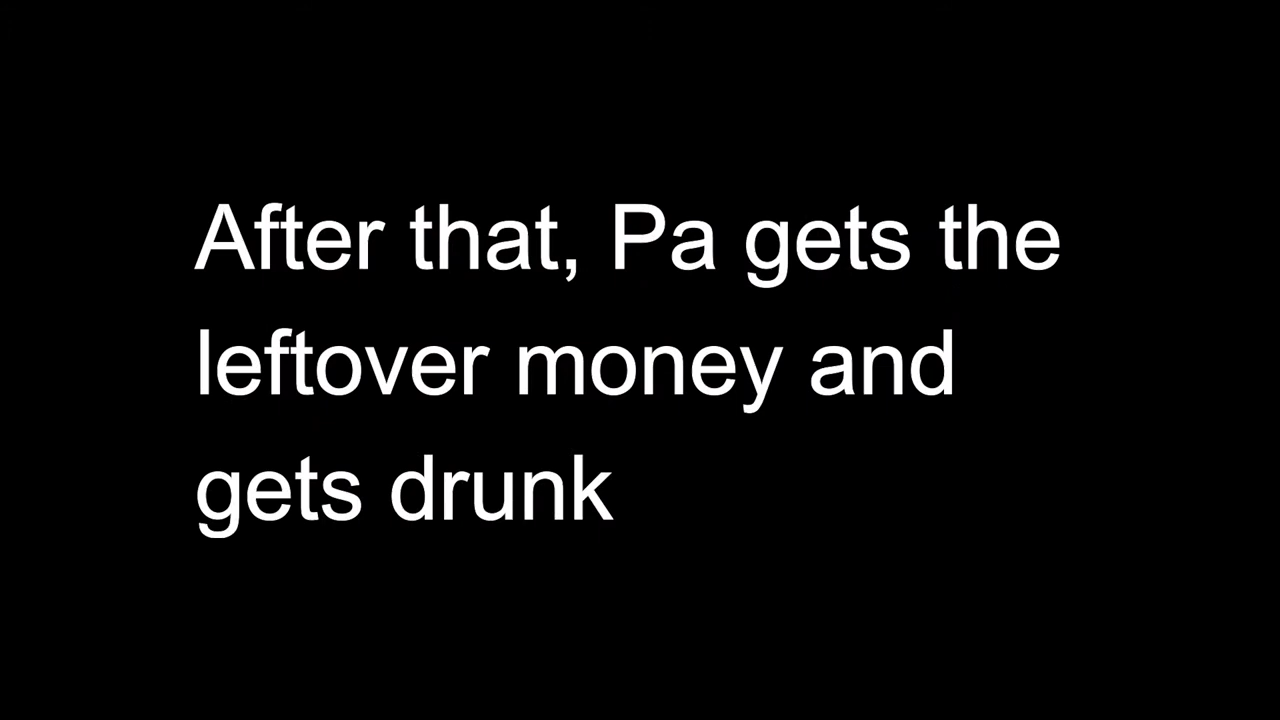 After that, Pa gets the
leftover money and
gets drunk